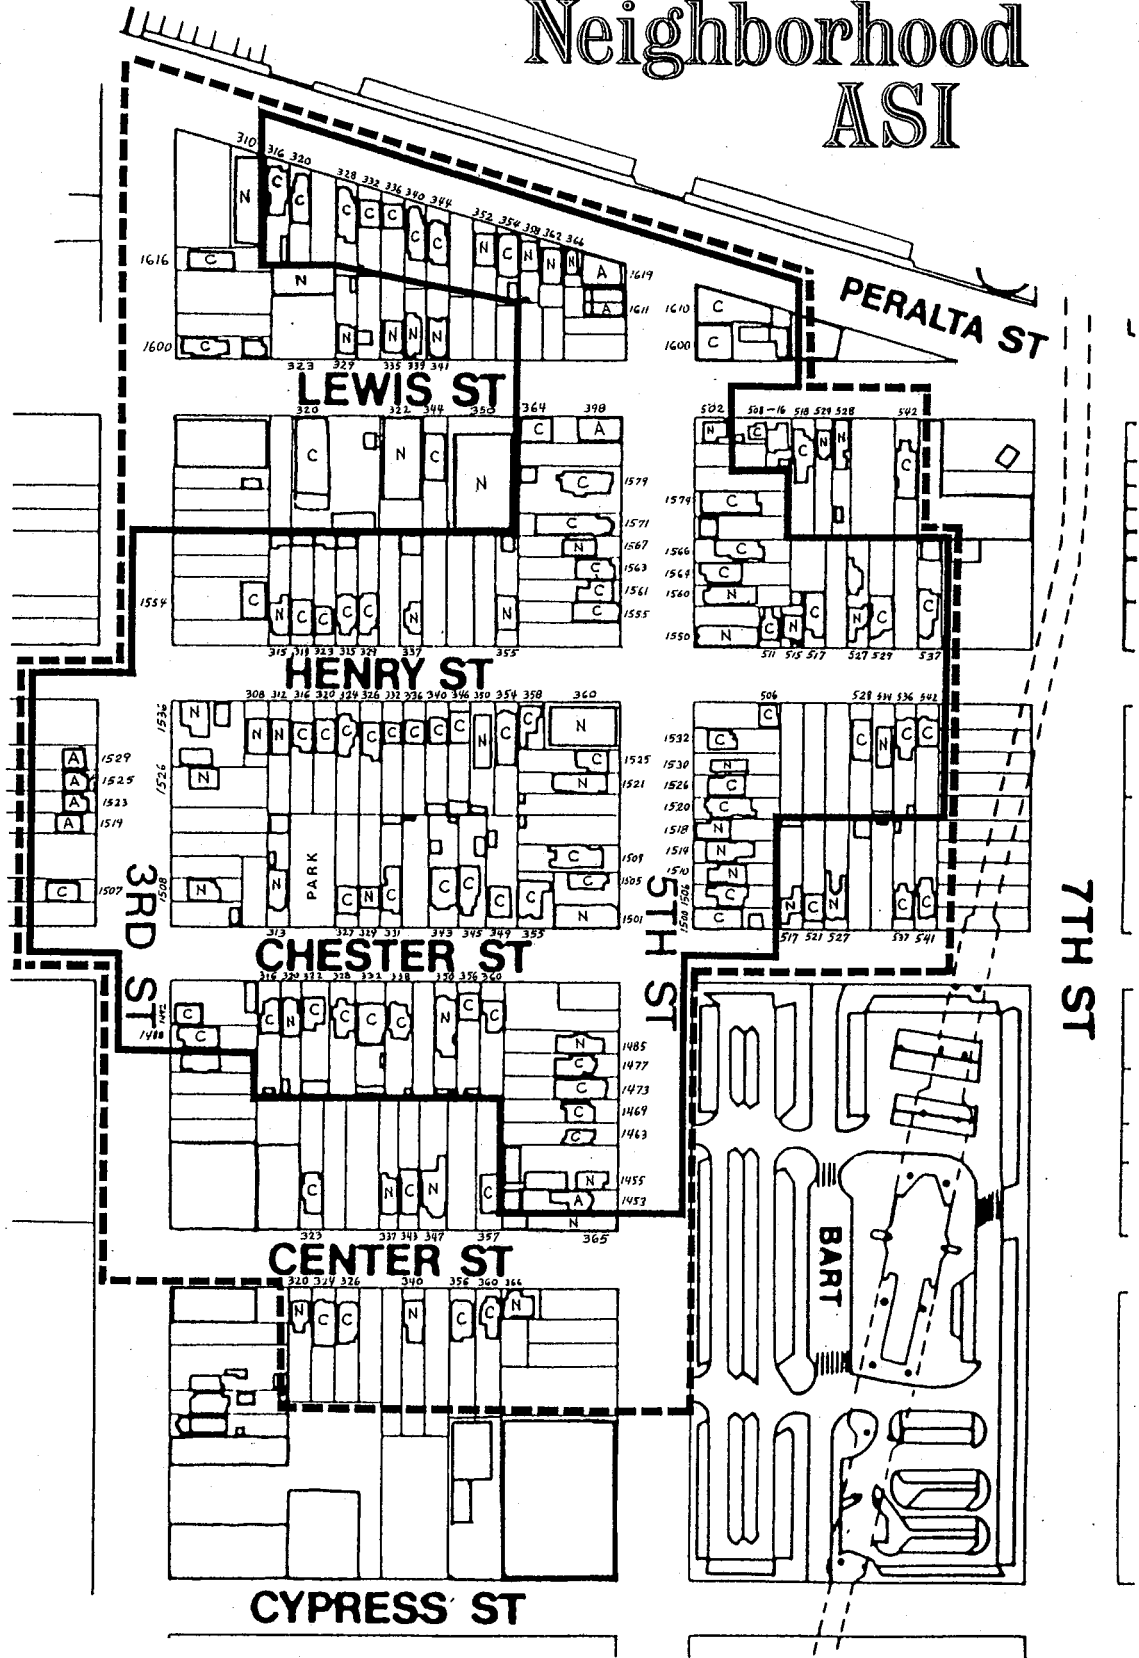 Neighborhood
ASI
310 316 320 328 332 336 340 344 352 354 358 362 366
N C C C C C C C N C N N N A
1616 C N
1619
A 1611
1600 C N N N N
323 329 335 339 341
PERALTA ST
1610 C
1600 C
LEWIS ST
320 322 344 350 364 398
C N C N C A
C 1579
C 1571
N 1567
C 1563
C 1561
C 1555
1554 C N C C C C N N
315 319 323 325 329 337 355
502 508-16 518 524 528 542
N C C N N C
1574 C
1566 C
1564 C
1560 N
1550 N C N C N C C
511 515 517 527 529 537
HENRY ST
308 312 316 320 324 326 332 336 340 346 350 354 358 360
1536 N N N C C C C C C C C N C C N
1526 N
C 1525
N 1521
A 1529
A 1525
A 1523
A 1519
C 1507
1508 N N PARK C N C C C C C
C 1509
C 1505
N 1501
313 327 329 331 343 345 349 355
506 528 534 536 542
C C N C C
1532 C
1530 N
1526 C
1520 C
1518 N
1514 N
1510 N
1506 C
1500 C
N C N C C
517 521 527 537 541
3RD ST
5TH ST
7TH ST
CHESTER ST
316 320 322 328 332 338 350 356 360
C N C C C C N C C
1492 C
1488 C
N 1485
C 1477
C 1473
C 1469
C 1463
N 1455
A 1453
N
C N C N C
323 337 343 347 357 365
CENTER ST
320 324 326 340 356 360 366
N C C N C C N
BART
CYPRESS ST